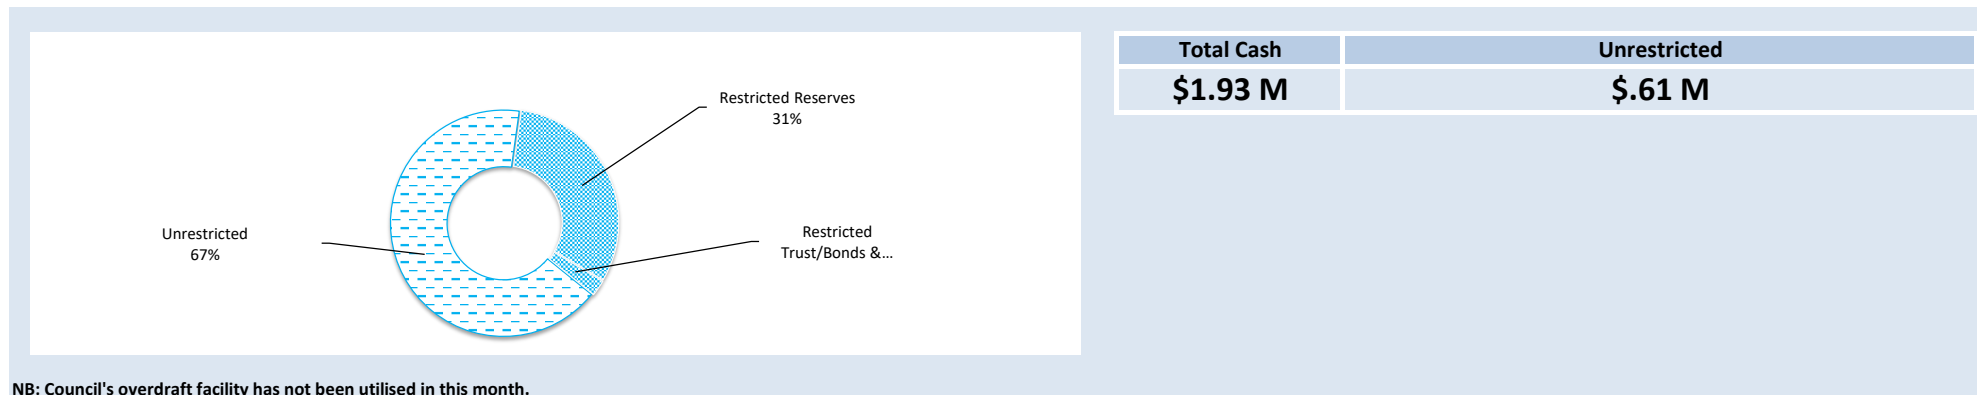 Restricted Reserves
31%
Unrestricted
67%
Restricted
Trust/Bonds &...
Total Cash
Unrestricted
$1.93 M
$.61 M
NB: Council's overdraft facility has not been utilised in this month.